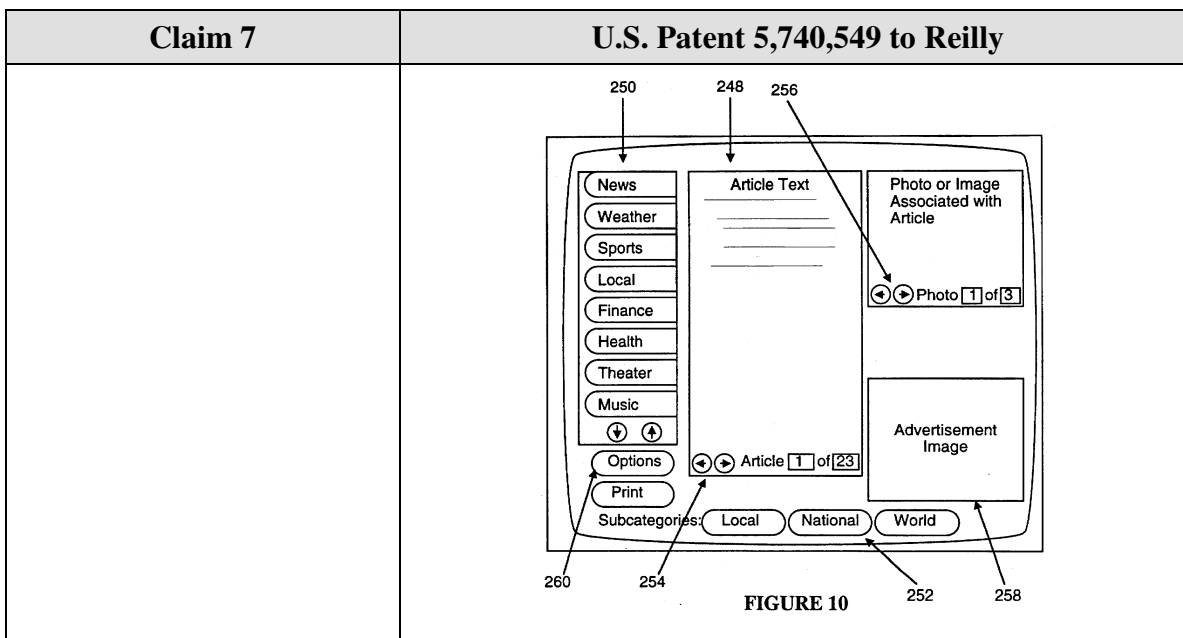 Claim 7
U.S. Patent 5,740,549 to Reilly
250
248
256
News
Weather
Sports
Local
Finance
Health
Theater
Music
Options
Print
Article Text
Article 1 of 23
Photo or Image
Associated with
Article
Photo 1 of 3
Advertisement
Image
Subcategories: Local National World
260
254
252
258
FIGURE 10